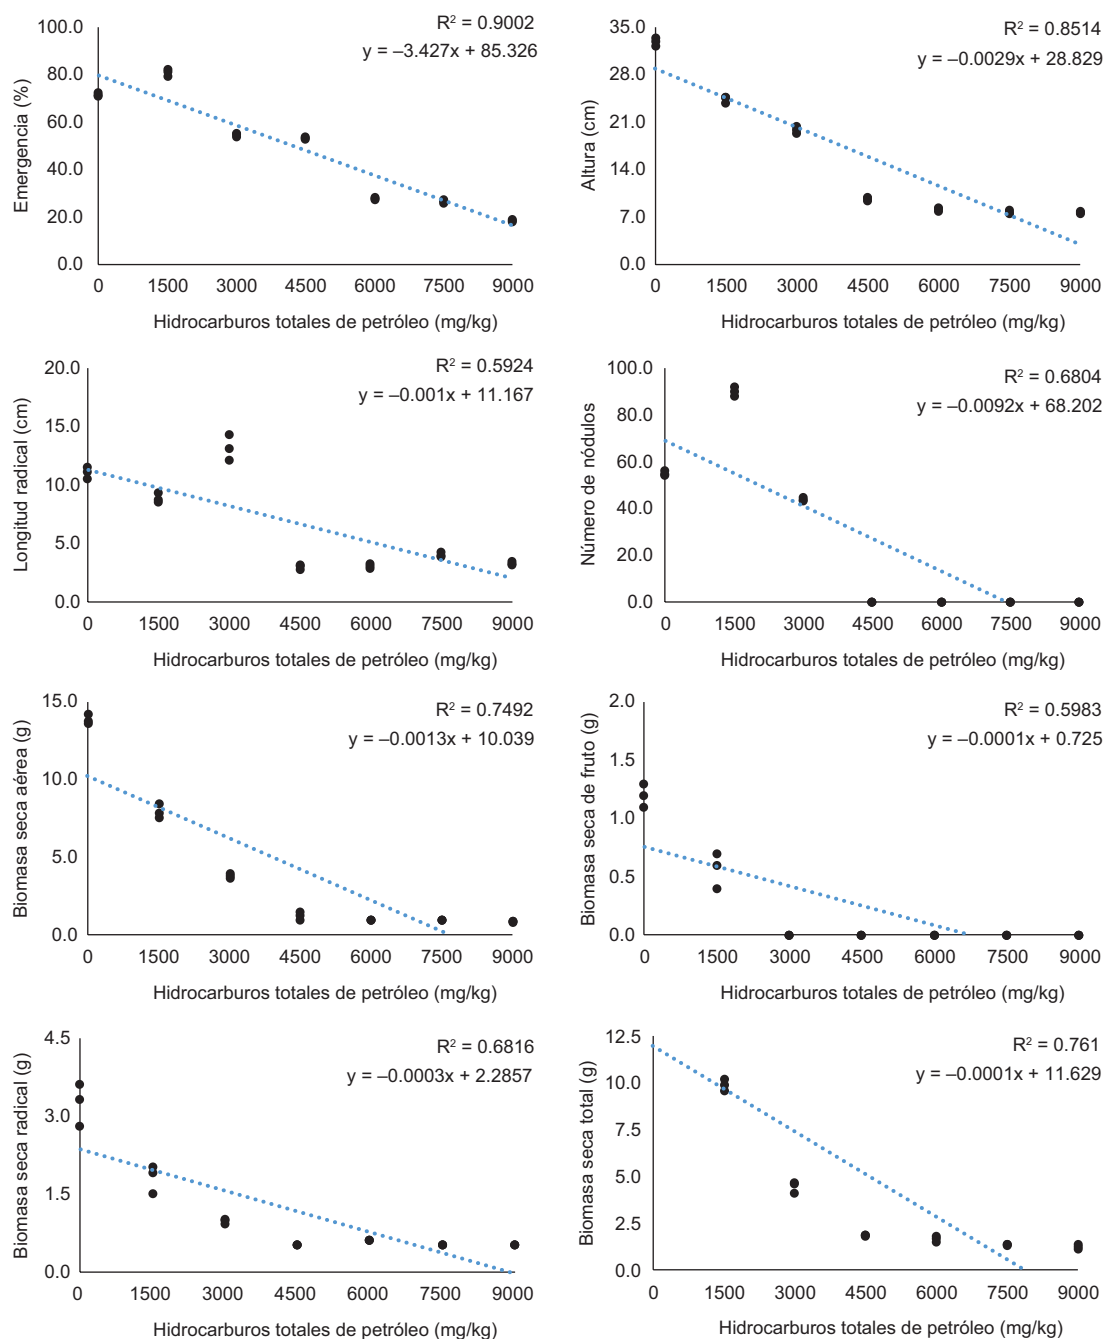 R² = 0.9002
y = –3.427x + 85.326
Emergencia (%)
100.0
80.0
60.0
40.0
20.0
0.0
0 1500 3000 4500 6000 7500 9000
Hidrocarburos totales de petróleo (mg/kg)
R² = 0.8514
y = –0.0029x + 28.829
Altura (cm)
35.0
28.0
21.0
14.0
7.0
0.0
0 1500 3000 4500 6000 7500 9000
Hidrocarburos totales de petróleo (mg/kg)
R² = 0.5924
y = –0.001x + 11.167
Longitud radical (cm)
20.0
15.0
10.0
5.0
0.0
0 1500 3000 4500 6000 7500 9000
Hidrocarburos totales de petróleo (mg/kg)
R² = 0.6804
y = –0.0092x + 68.202
Número de nódulos
100.0
80.0
60.0
40.0
20.0
0.0
0 1500 3000 4500 6000 7500 9000
Hidrocarburos totales de petróleo (mg/kg)
R² = 0.7492
y = –0.0013x + 10.039
Biomasa seca aérea (g)
15.0
10.0
5.0
0.0
0 1500 3000 4500 6000 7500 9000
Hidrocarburos totales de petróleo (mg/kg)
R² = 0.5983
y = –0.0001x + 0.725
Biomasa seca de fruto (g)
2.0
1.5
1.0
0.5
0.0
0 1500 3000 4500 6000 7500 9000
Hidrocarburos totales de petróleo (mg/kg)
R² = 0.6816
y = –0.0003x + 2.2857
Biomasa seca radical (g)
4.5
3.0
1.5
0.0
0 1500 3000 4500 6000 7500 9000
Hidrocarburos totales de petróleo (mg/kg)
R² = 0.761
y = –0.0001x + 11.629
Biomasa seca total (g)
12.5
10.0
7.5
5.0
2.5
0.0
0 1500 3000 4500 6000 7500 9000
Hidrocarburos totales de petróleo (mg/kg)